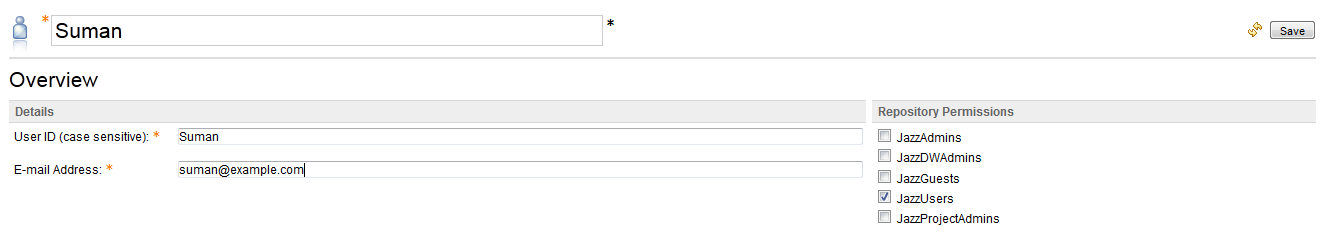 * Suman *
Save
Overview
Details
User ID (case sensitive): * Suman
E-mail Address: * suman@example.com
Repository Permissions
JazzAdmins
JazzDWAdmins
JazzGuests
JazzUsers
JazzProjectAdmins